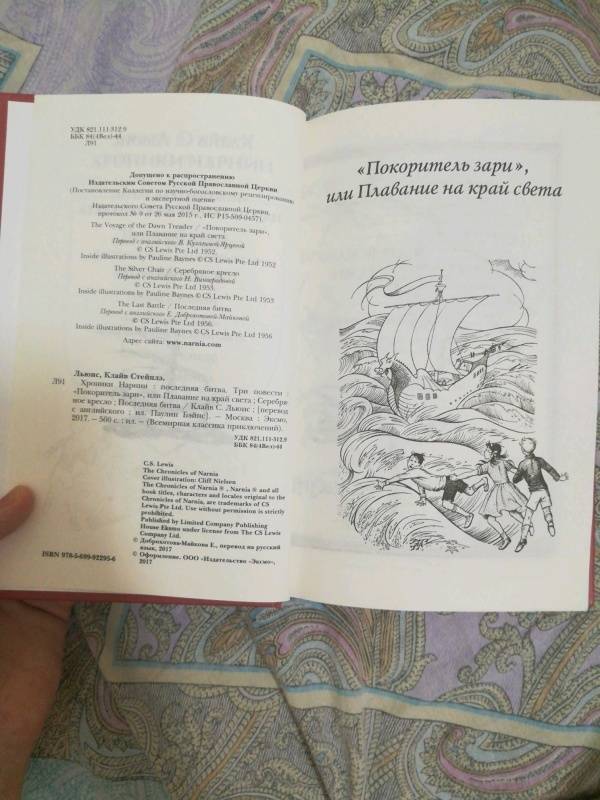 УДК 821.111-312.9
ББК 84(4Вел)-44
Л91
Допущено к распространению
Издательским Советом Русской Православной Церкви
(Постановление Коллегии по научно-богословскому рецензированию
и экспертной оценке
Издательского Совета Русской Православной Церкви,
протокол № 9 от 26 мая 2015 г., ИС Р15-509-0457).
The Voyage of the Dawn Treader / «Покоритель зари»,
или Плавание на край света.
Перевод с английского В. Кулагиной-Ярцевой
© CS Lewis Pte Ltd 1952.
Inside illustrations by Pauline Baynes © CS Lewis Pte Ltd 1952
The Silver Chair / Серебряное кресло
Перевод с английского Н. Виноградовой
© CS Lewis Pte Ltd 1953.
Inside illustrations by Pauline Baynes © CS Lewis Pte Ltd 1953
The Last Battle / Последняя битва
Перевод с английского Е. Доброхотовой-Майковой
© CS Lewis Pte Ltd 1956.
Inside illustrations by Pauline Baynes © CS Lewis Pte Ltd 1956
Адрес сайта: www.narnia.com
Льюис, Клайв Стейплз.
Л91 Хроники Нарнии : последняя битва. Три повести :
«Покоритель зари», или Плавание на край света ; Серебря
ное кресло ; Последняя битва / Клайв С. Льюис ; [перевод
с английского ; ил. Паулин Бэйнс]. — Москва : Эксмо,
2017. — 560 с. : ил. — (Всемирная классика приключений).
УДК 821.111-312.9
ББК 84(4Вел)-44
C.S. Lewis
The Chronicles of Narnia
Cover illustration: Cliff Nielsen
The Chronicles of Narnia ® , Narnia ® and all
book titles, characters and locales original to the
Chronicles of Narnia, are trademarks of CS
Lewis Pte Ltd. Use without permission is strictly
prohibited.
Published by Limited Company Publishing
House Eksmo under license from The CS Lewis
Company Ltd.
© Доброхотова-Майкова Е., перевод на русский
язык, 2017
ISBN 978-5-699-92295-6 © Оформление. ООО «Издательство «Эксмо»,
2017
«Покоритель зари»,
или Плавание на край света